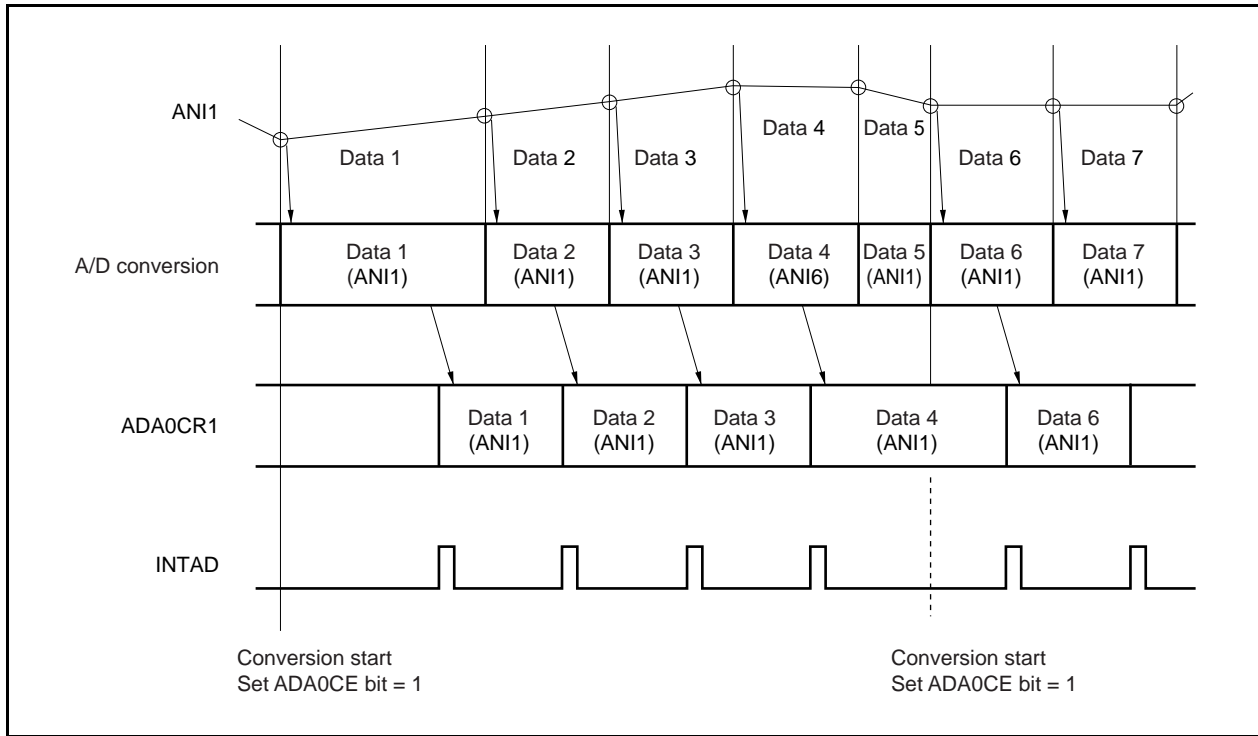 ANI1
Data 1
Data 2
Data 3
Data 4
Data 5
Data 6
Data 7
A/D conversion
Data 1
(ANI1)
Data 2
(ANI1)
Data 3
(ANI1)
Data 4
(ANI6)
Data 5
(ANI1)
Data 6
(ANI1)
Data 7
(ANI1)
ADA0CR1
Data 1
(ANI1)
Data 2
(ANI1)
Data 3
(ANI1)
Data 4
(ANI1)
Data 6
(ANI1)
INTAD
Conversion start
Set ADA0CE bit = 1
Conversion start
Set ADA0CE bit = 1